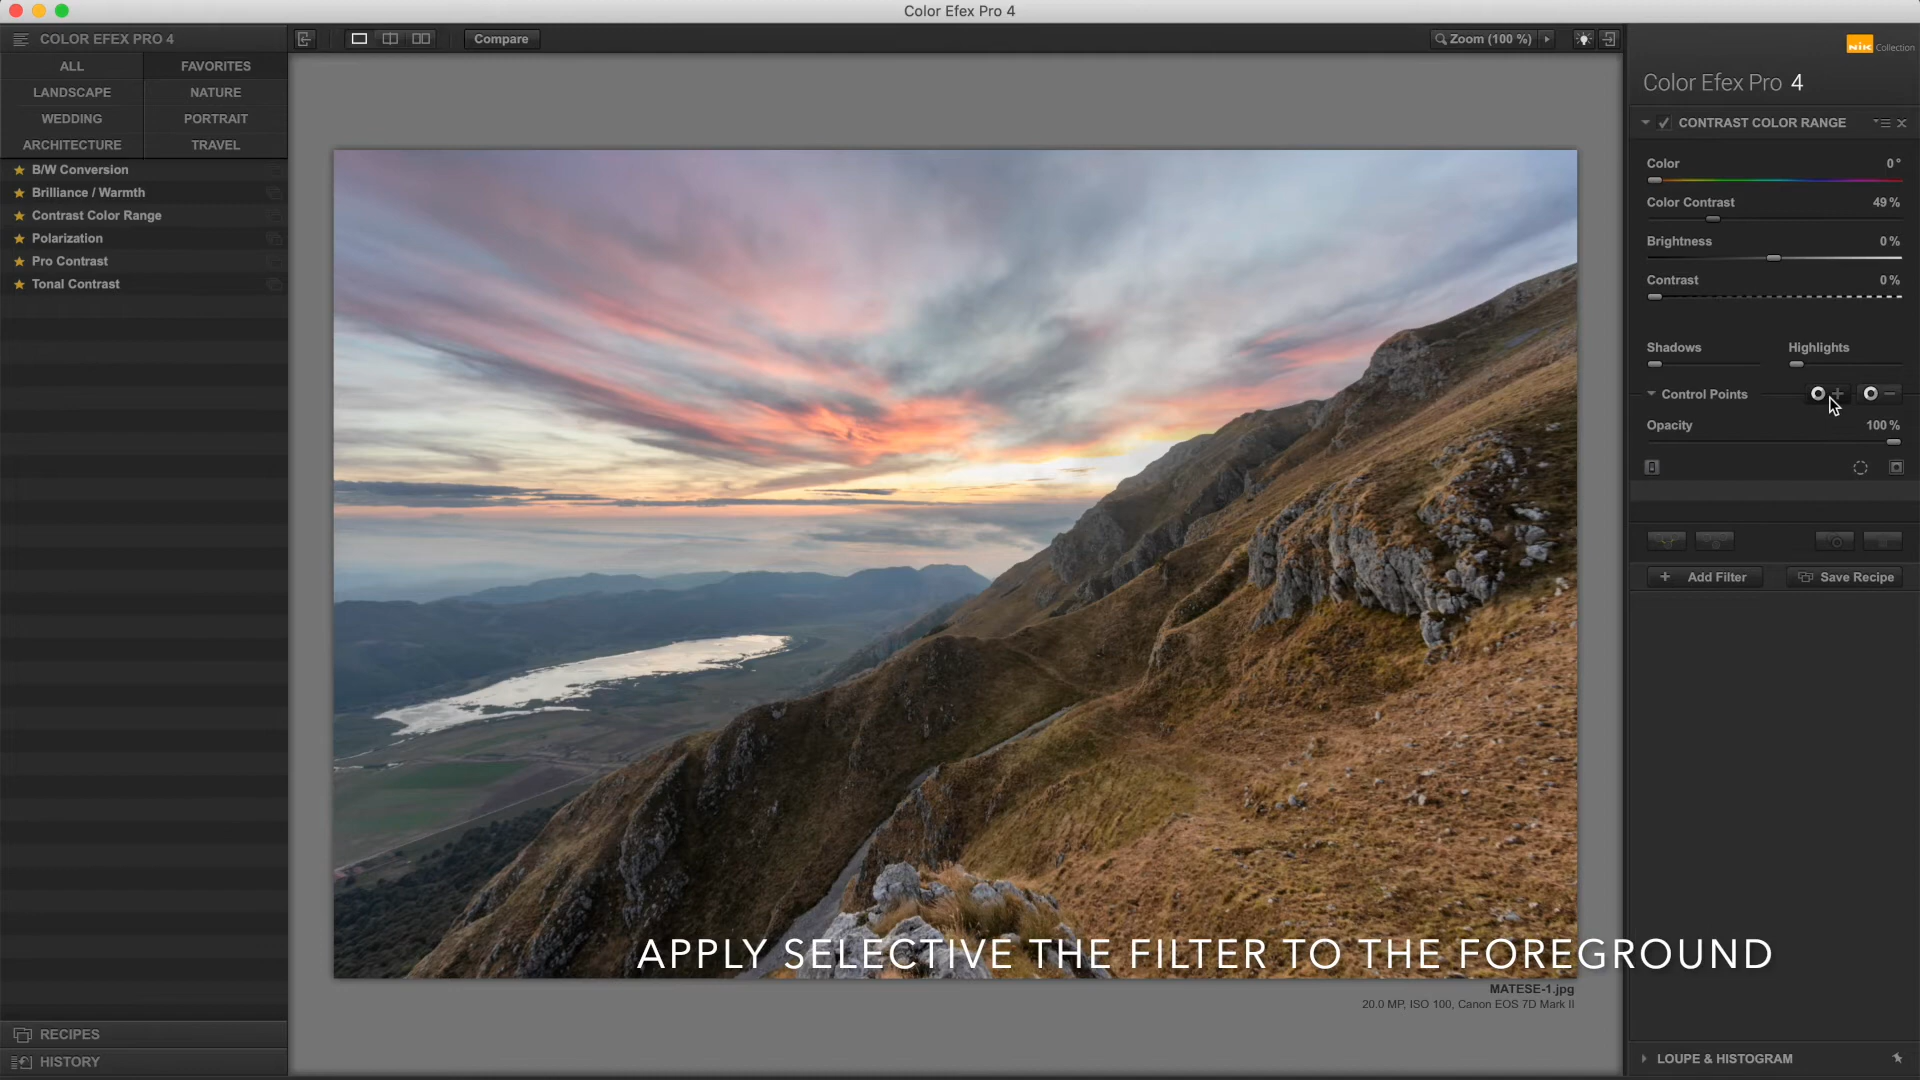 Color Efex Pro 4
COLOR EFEX PRO 4
ALL
FAVORITES
LANDSCAPE
NATURE
WEDDING
PORTRAIT
ARCHITECTURE
TRAVEL
B/W Conversion
Brilliance / Warmth
Contrast Color Range
Polarization
Pro Contrast
Tonal Contrast
RECIPES
HISTORY
Compare
Zoom (100 %)
APPLY SELECTIVE THE FILTER TO THE FOREGROUND
MATESE-1.jpg
20.0 MP, ISO 100, Canon EOS 7D Mark II
NiK Collection
Color Efex Pro 4
CONTRAST COLOR RANGE
Color 0°
Color Contrast 49 %
Brightness 0 %
Contrast 0 %
Shadows Highlights
Control Points
Opacity 100 %
+ Add Filter
Save Recipe
LOUPE & HISTOGRAM